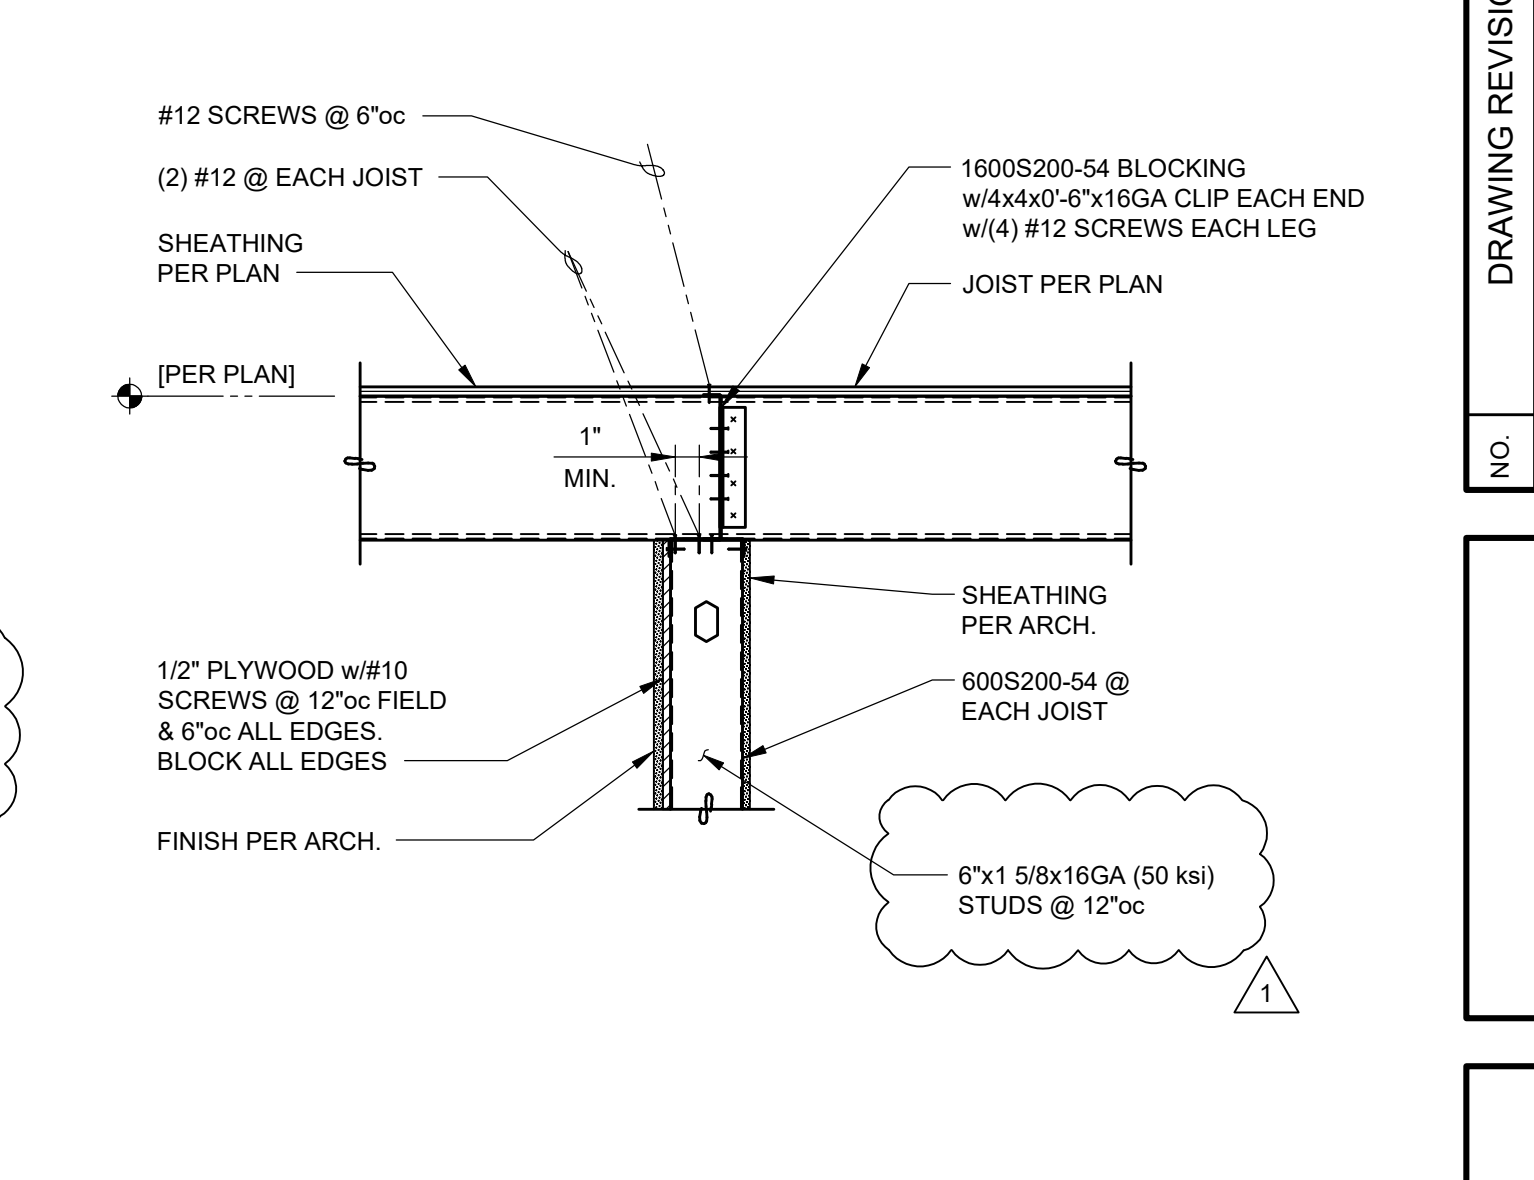 #12 SCREWS @ 6"oc
(2) #12 @ EACH JOIST
SHEATHING
PER PLAN
[PER PLAN]
1600S200-54 BLOCKING
w/4x4x0'-6"x16GA CLIP EACH END
w/(4) #12 SCREWS EACH LEG
JOIST PER PLAN
1"
MIN.
SHEATHING
PER ARCH.
600S200-54 @
EACH JOIST
1/2" PLYWOOD w/#10
SCREWS @ 12"oc FIELD
& 6"oc ALL EDGES.
BLOCK ALL EDGES
FINISH PER ARCH.
6"x1 5/8x16GA (50 ksi)
STUDS @ 12"oc
1
DRAWING
NO.